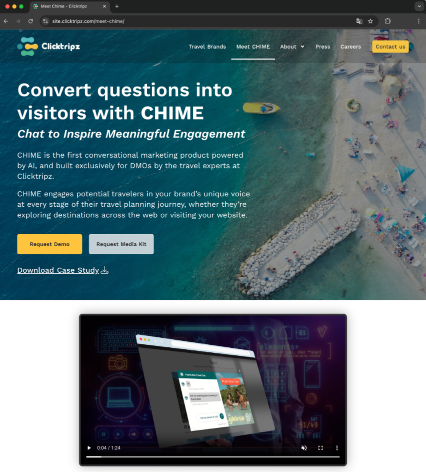 Meet Chime - Clicktripz
site.clicktripz.com/meet-chime/
Clicktripz
Travel Brands Meet CHIME About Press Careers Contact us
Convert questions into
visitors with CHIME
Chat to Inspire Meaningful Engagement
CHIME is the first conversational marketing product powered
by AI, and built exclusively for DMOs by the travel experts at
Clicktripz.
CHIME engages potential travelers in your brand's unique voice
at every stage of their travel planning journey, whether they're
exploring destinations across the web or visiting your website.
Request Demo Request Media Kit
Download Case Study
0:04 / 1:24